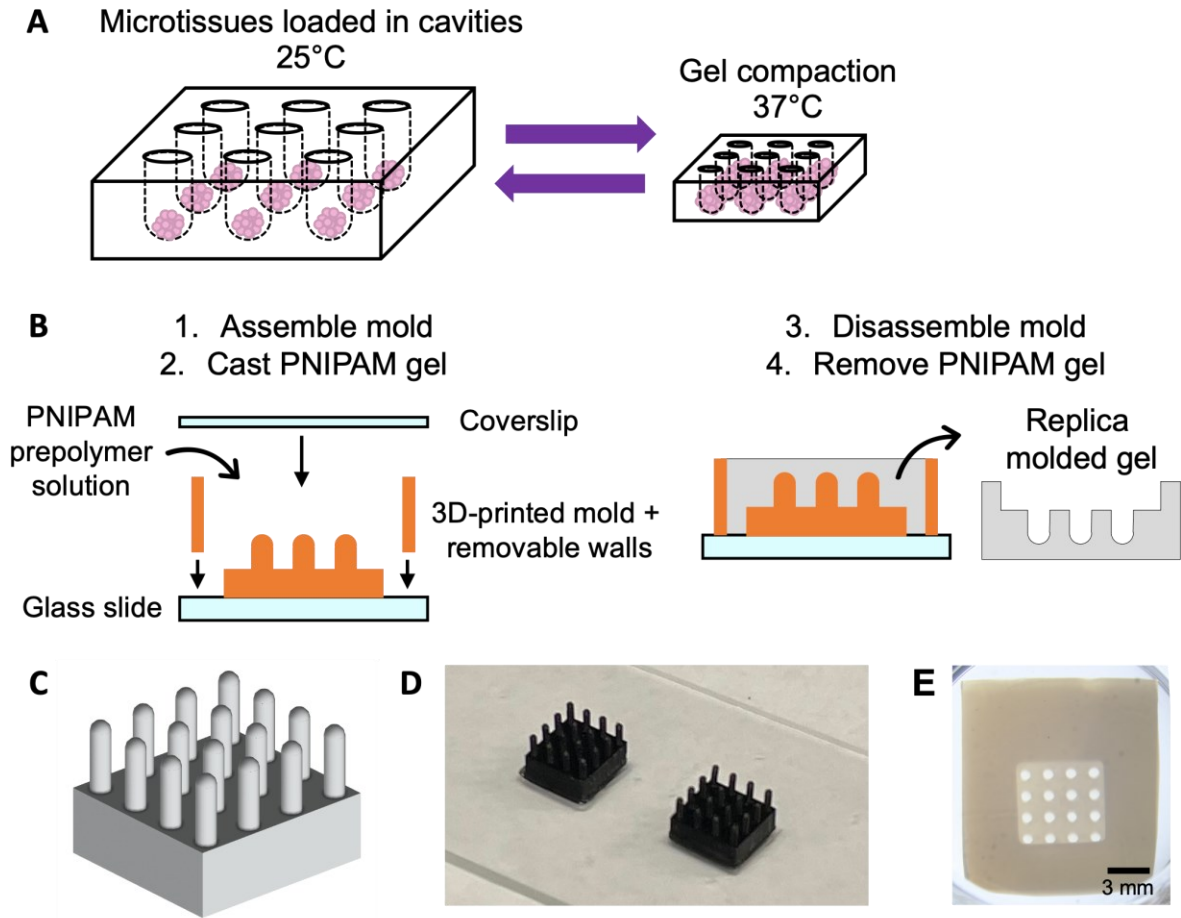 A
Microtissues loaded in cavities
25°C
Gel compaction
37°C
B
1. Assemble mold
2. Cast PNIPAM gel
3. Disassemble mold
4. Remove PNIPAM gel
PNIPAM
prepolymer
solution
Coverslip
3D-printed mold +
removable walls
Glass slide
Replica
molded gel
C
D
E
3 mm